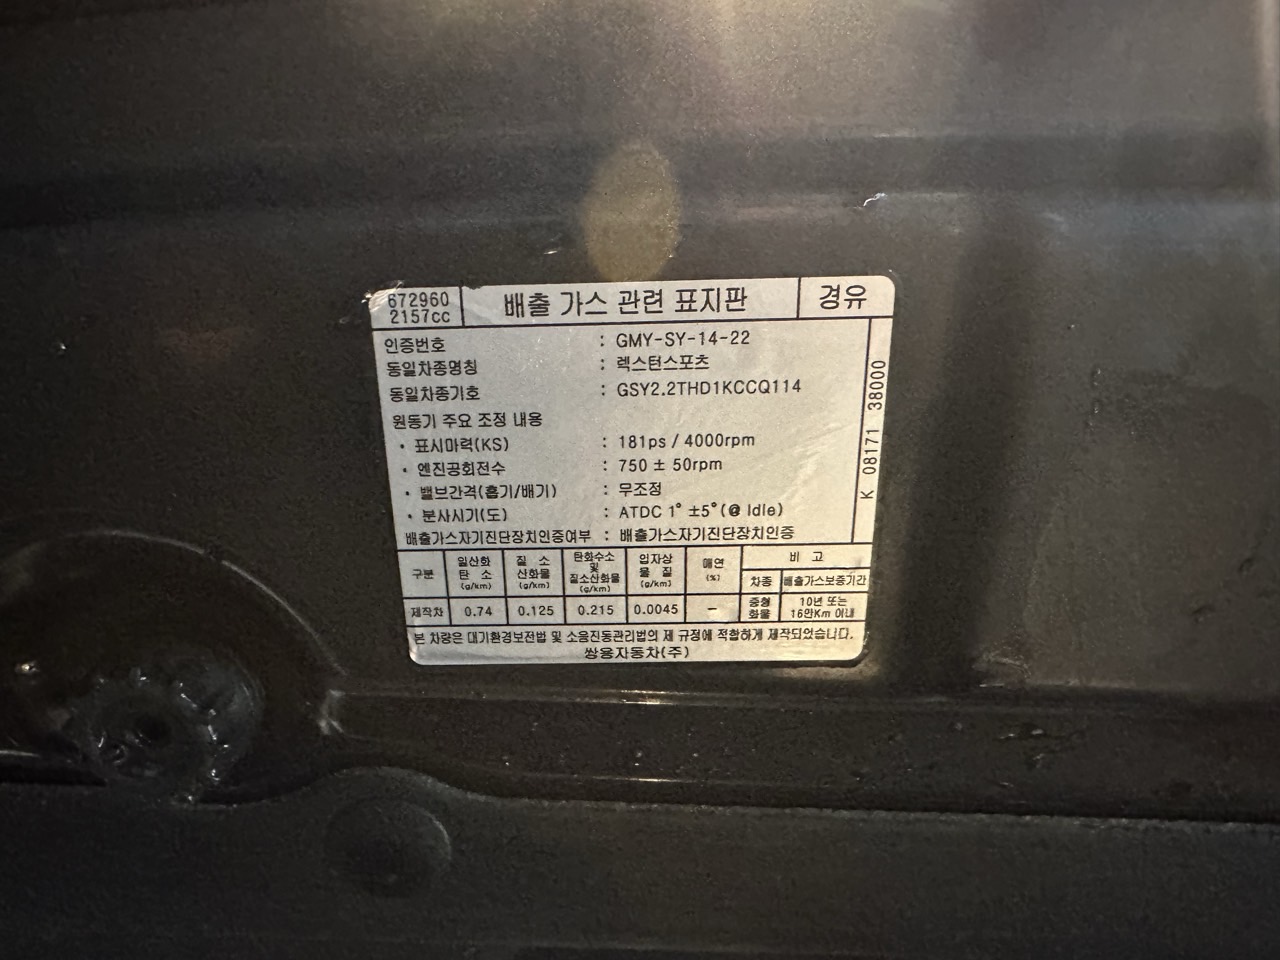 672960
2157cc
배출 가스 관련 표지판
경유
인증번호 : GMY-SY-14-22
동일차종명칭 : 렉스턴스포츠
동일차종기호 : GSY2.2THD1KCCQ114
원동기 주요 조정 내용
· 표시마력(KS) : 181ps / 4000rpm
· 엔진공회전수 : 750 ± 50rpm
· 밸브간격(흡기/배기) : 무조정
· 분사시기(도) : ATDC 1° ±5°(@ Idle)
배출가스자기진단장치인증여부 : 배출가스자기진단장치인증
K 08171 38000
구분 일산화탄소(g/km) 질소산화물(g/km) 탄화수소및질소산화물(g/km) 입자상물질(g/km) 매연(%) 비고
차종 배출가스보증기간
제작차 0.74 0.125 0.215 0.0045 – 중형화물 10년 또는 16만Km 이내
본 차량은 대기환경보전법 및 소음진동관리법의 제 규정에 적합하게 제작되었습니다.
쌍용자동차(주)